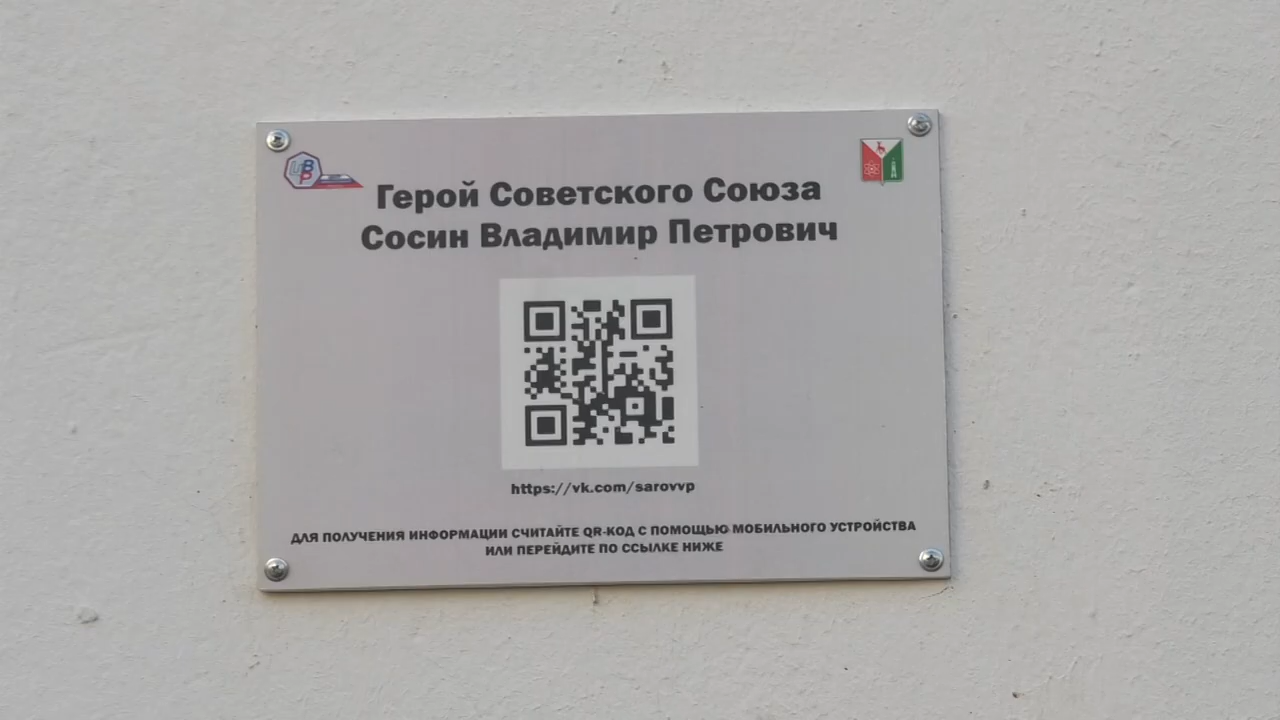 ЦВР
Герой Советского Союза
Сосин Владимир Петрович
https://vk.com/sarovvp
ДЛЯ ПОЛУЧЕНИЯ ИНФОРМАЦИИ СЧИТАЙТЕ QR-КОД С ПОМОЩЬЮ МОБИЛЬНОГО УСТРОЙСТВА
ИЛИ ПЕРЕЙДИТЕ ПО ССЫЛКЕ НИЖЕ